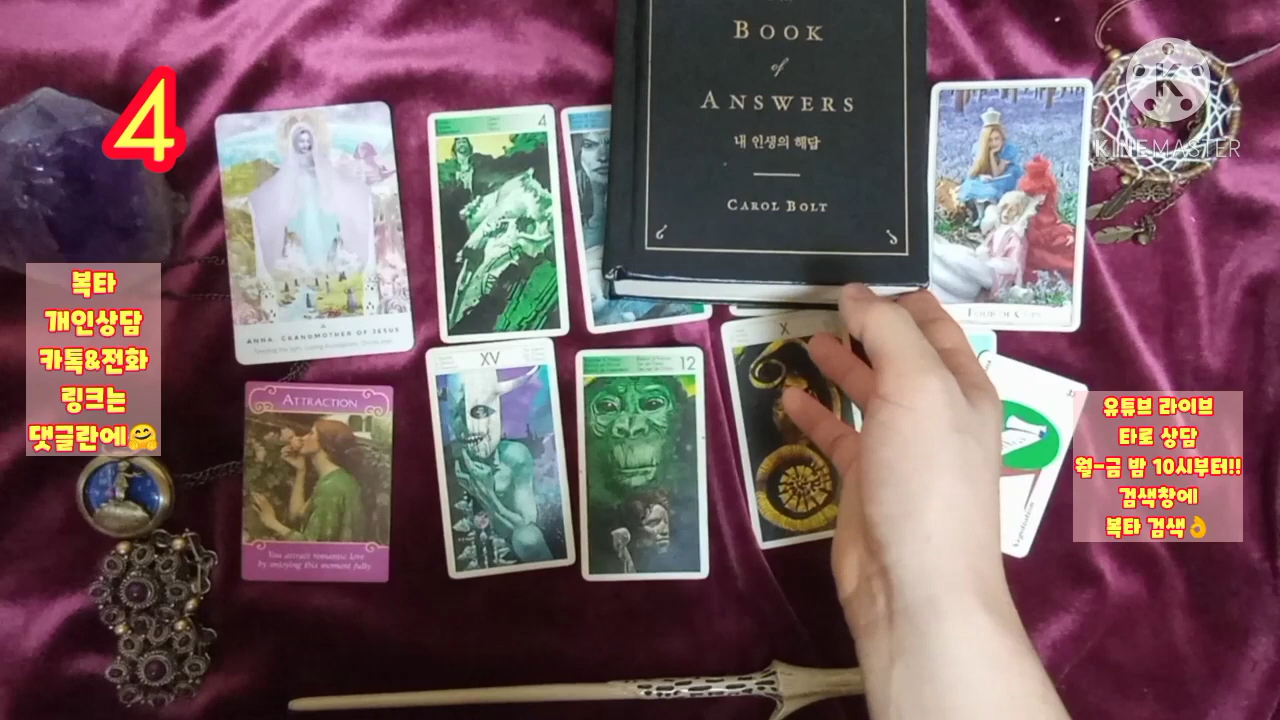 4
복타
개인상담
카톡&전화
링크는
댓글란에🤗
ANNA, GRANDMOTHER OF JESUS
ATTRACTION
You attract romantic love
by enjoying this moment fully.
4
XV
12
BOOK
of
ANSWERS
내 인생의 해답
CAROL BOLT
X
KINEMASTER
유튜브 라이브
타로 상담
월-금 밤 10시부터!!
검색창에
복타 검색👌